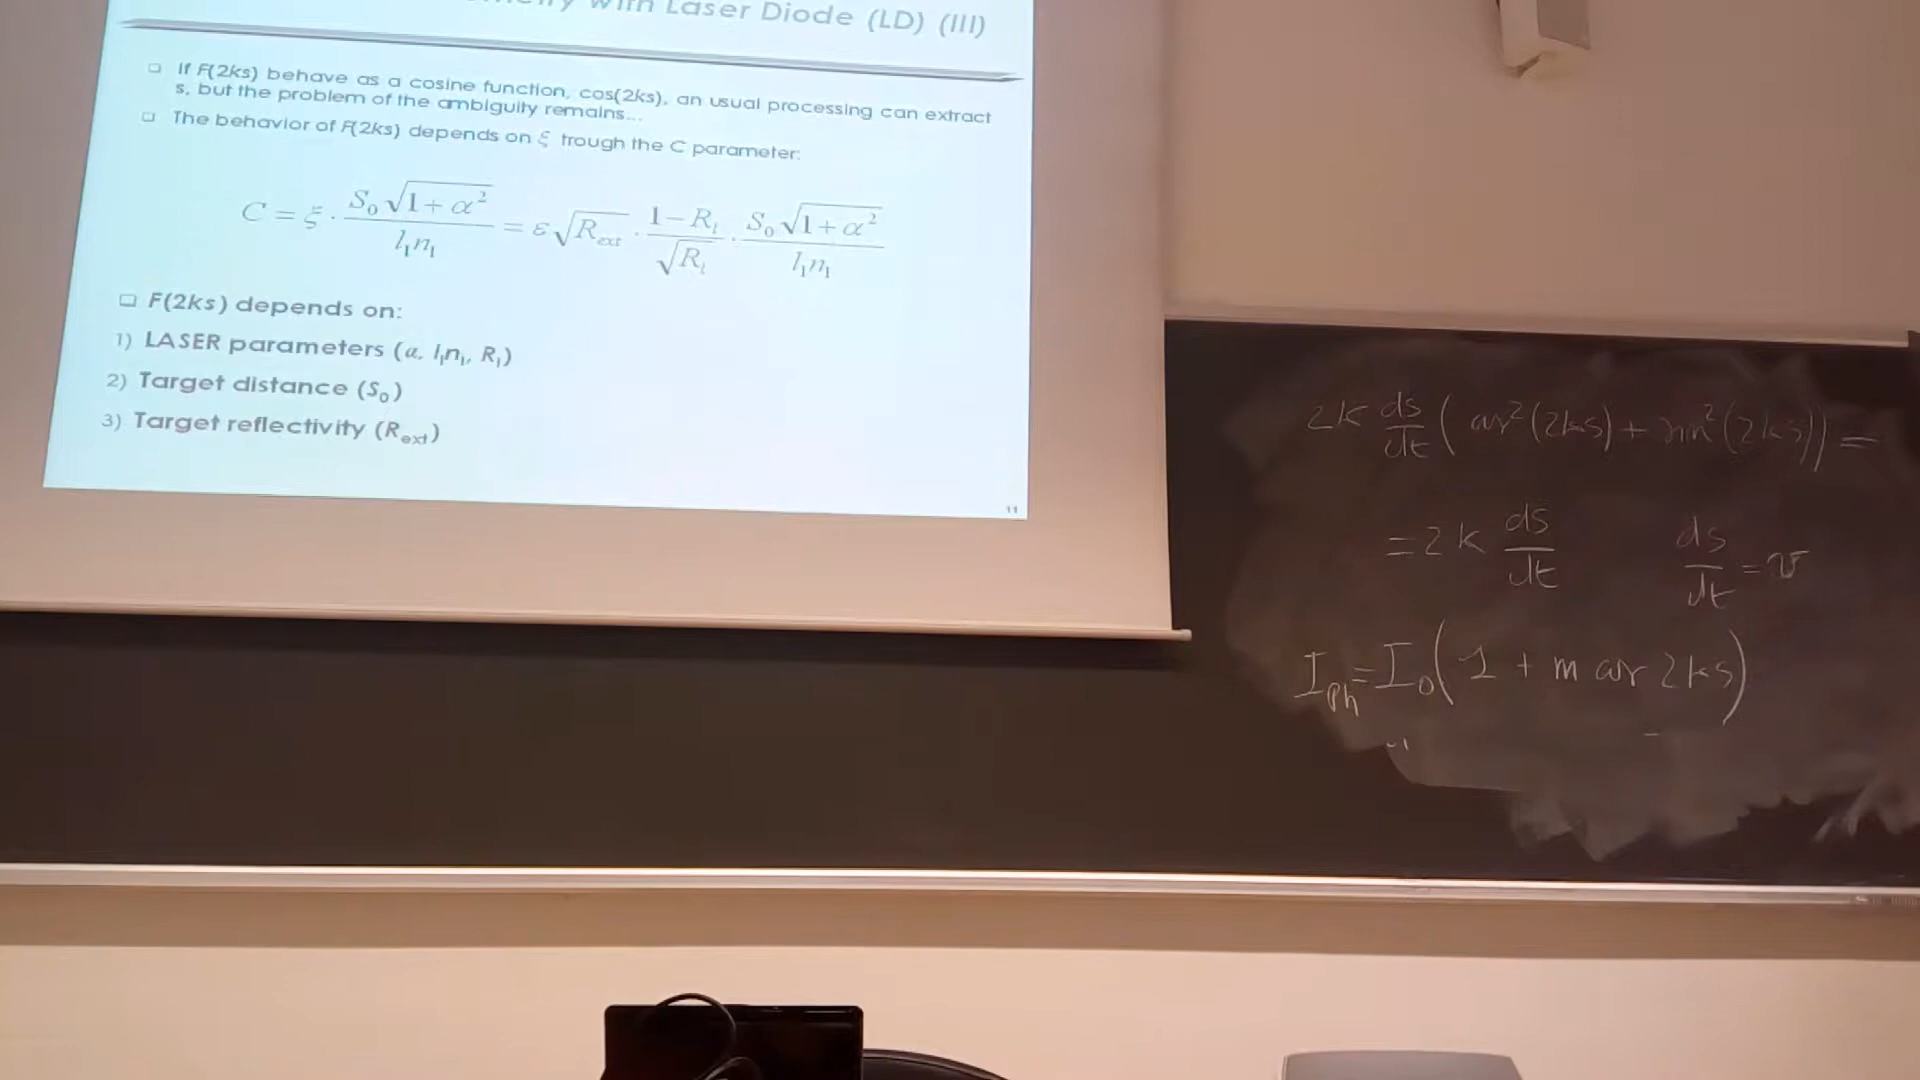 with Laser Diode (LD) (III)
❑ If F(2ks) behave as a cosine function, cos(2ks), an usual processing can extract
s, but the problem of the ambiguity remains...
❑ The behavior of F(2ks) depends on ξ trough the C parameter:
C = ξ · S₀√(1+α²) / l₁n₁ = ε√R_ext · (1−R₁) / √R₁ · S₀√(1+α²) / l₁n₁
❑ F(2ks) depends on:
1) LASER parameters (α, l₁n₁, R₁)
2) Target distance (S₀)
3) Target reflectivity (R_ext)
11
2k ds/dt ( cos²(2ks) + sin²(2ks)) =
= 2k ds/dt    ds/dt = v
I_ph = I₀(1 + m cos 2ks)